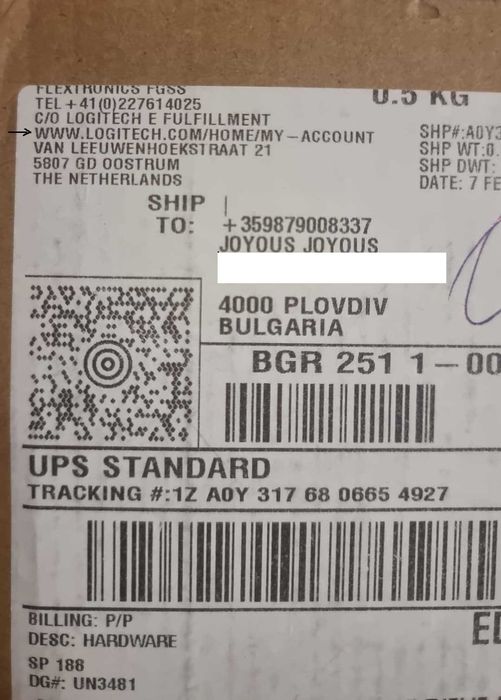 FLEXTRONICS FGSS
TEL +41(0)227614025
C/O LOGITECH E FULFILLMENT
WWW.LOGITECH.COM/HOME/MY-ACCOUNT
VAN LEEUWENHOEKSTRAAT 21
5807 GD OOSTRUM
THE NETHERLANDS
0.5 KG
SHP#:A0Y3
SHP WT:0.
SHP DWT:
DATE: 7 FE
SHIP
TO:
+359879008337
JOYOUS JOYOUS
4000 PLOVDIV
BULGARIA
BGR 251 1-00
UPS STANDARD
TRACKING #:1Z A0Y 317 68 0665 4927
BILLING: P/P
DESC: HARDWARE
SP 188
DG#: UN3481